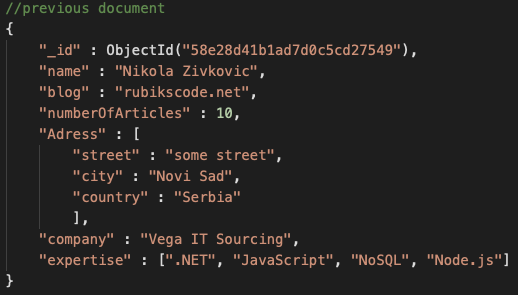 //previous document
{
    "_id" : ObjectId("58e28d41b1ad7d0c5cd27549"),
    "name" : "Nikola Zivkovic",
    "blog" : "rubikscode.net",
    "numberOfArticles" : 10,
    "Adress" : [
        "street" : "some street",
        "city" : "Novi Sad",
        "country" : "Serbia"
        ],
    "company" : "Vega IT Sourcing",
    "expertise" : [".NET", "JavaScript", "NoSQL", "Node.js"]
}